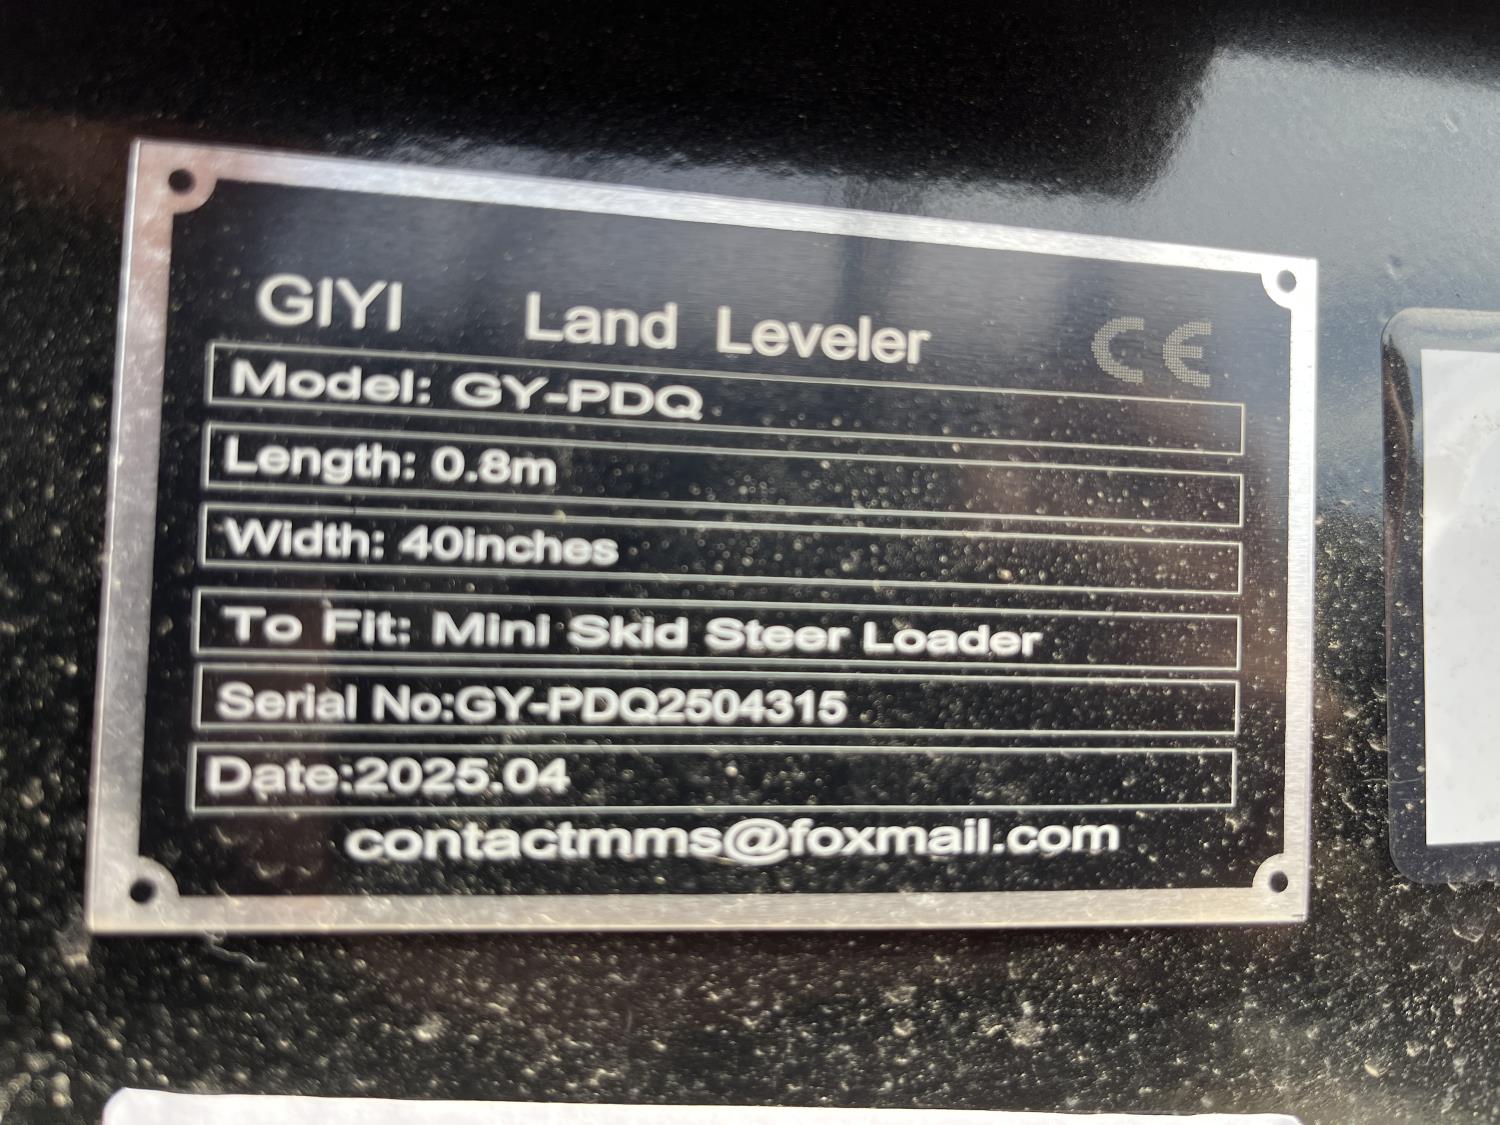 GIYI Land Leveler CE
Model: GY-PDQ
Length: 0.8m
Width: 40inches
To Fit: Mini Skid Steer Loader
Serial No:GY-PDQ2504315
Date:2025.04
contactmms@foxmail.com